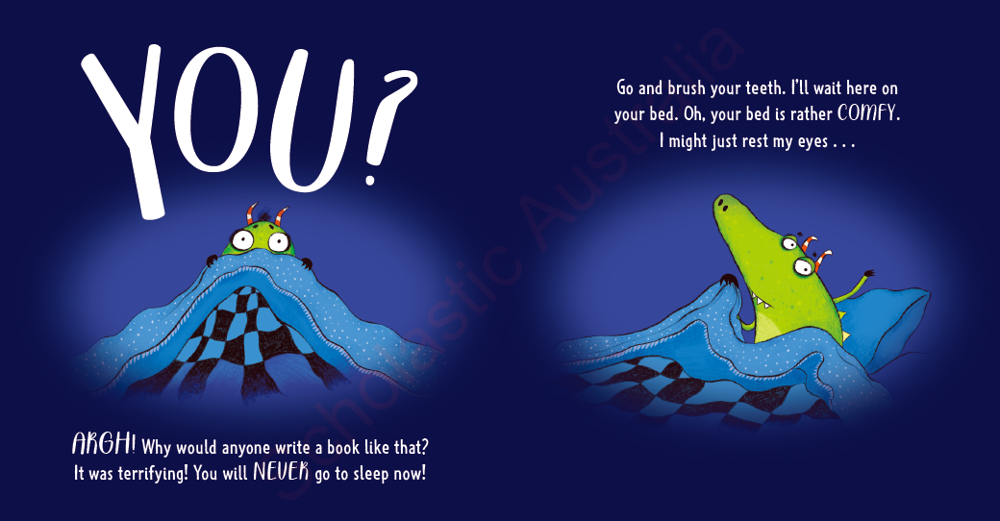 YOU?
ARGH! Why would anyone write a book like that?
It was terrifying! You will NEVER go to sleep now!
Go and brush your teeth. I'll wait here on
your bed. Oh, your bed is rather COMFY.
I might just rest my eyes . . .
Scholastic Australia